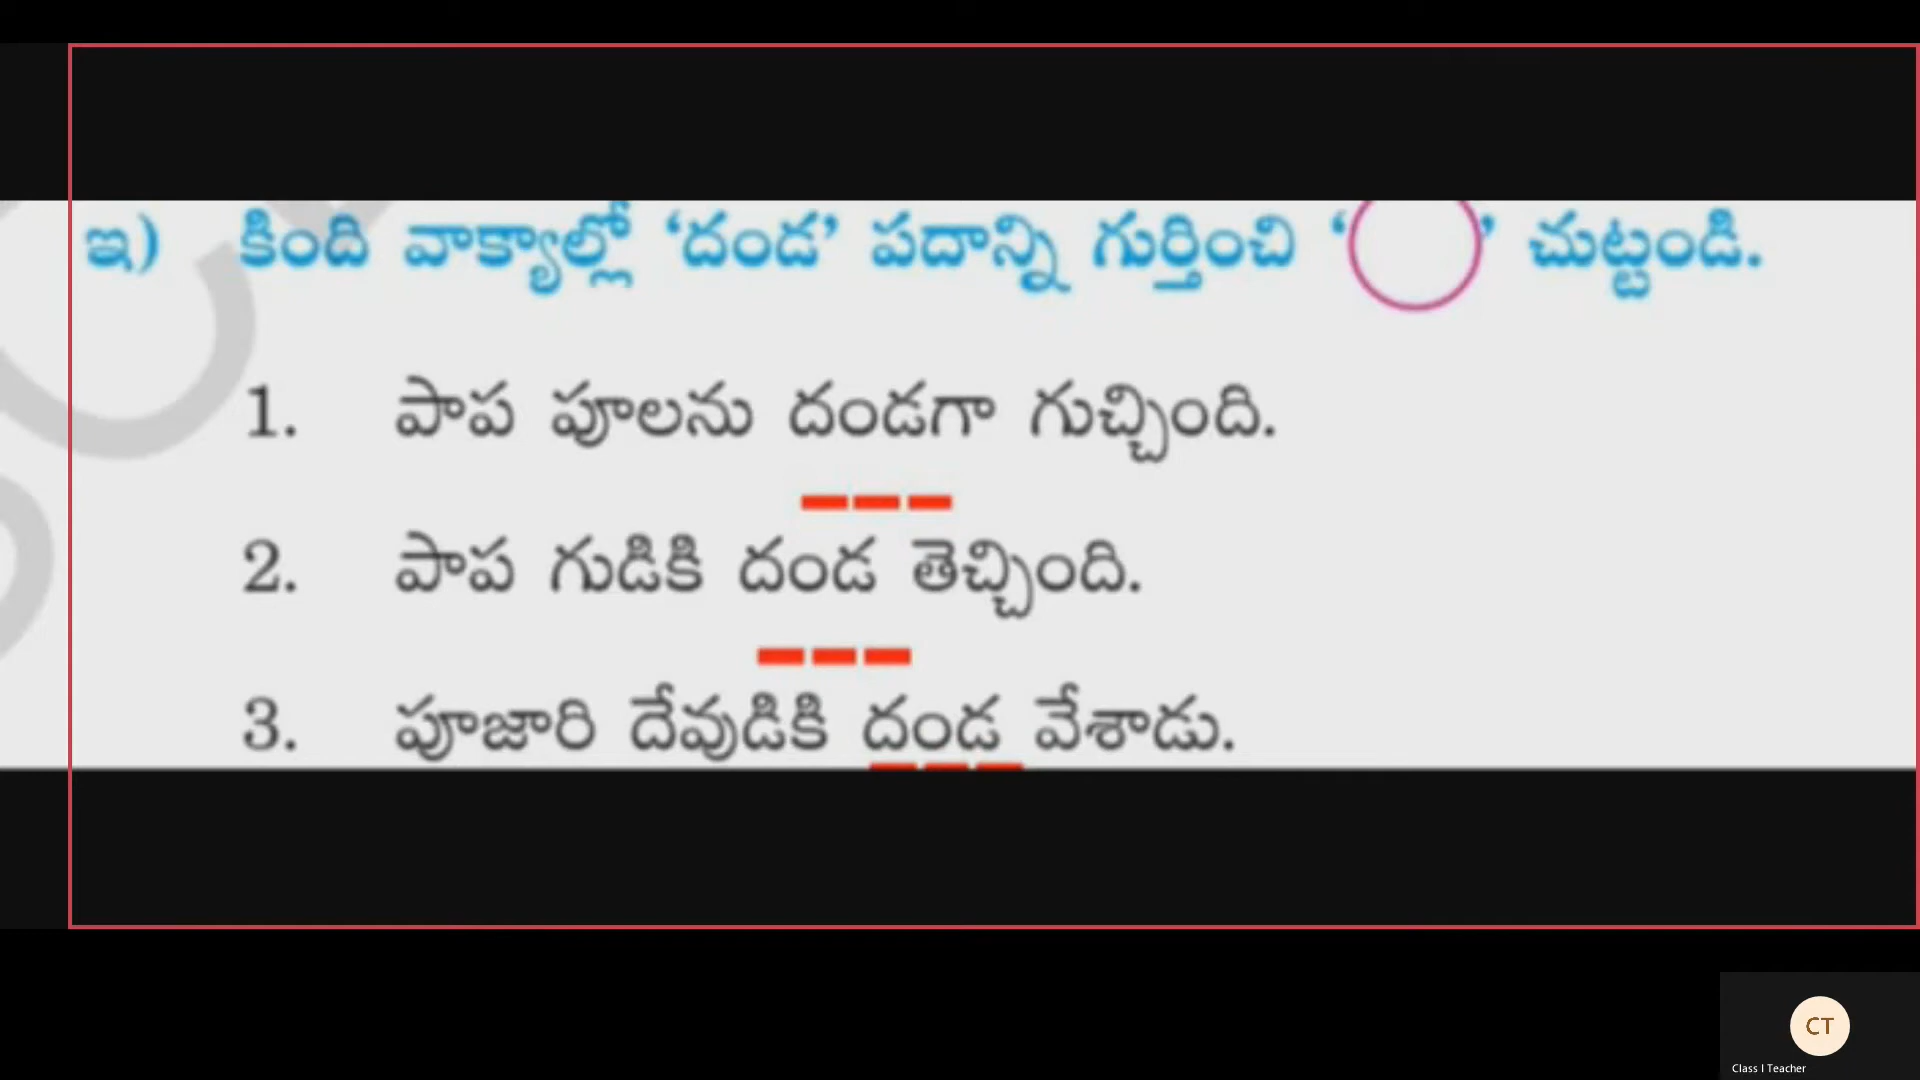 ఇ) కింది వాక్యాల్లో ‘దండ’ పదాన్ని గుర్తించి ‘ ’ చుట్టండి.
1. పాప పూలను దండగా గుచ్చింది.
2. పాప గుడికి దండ తెచ్చింది.
3. పూజారి దేవుడికి దండ వేశాడు.
CT
Class I Teacher